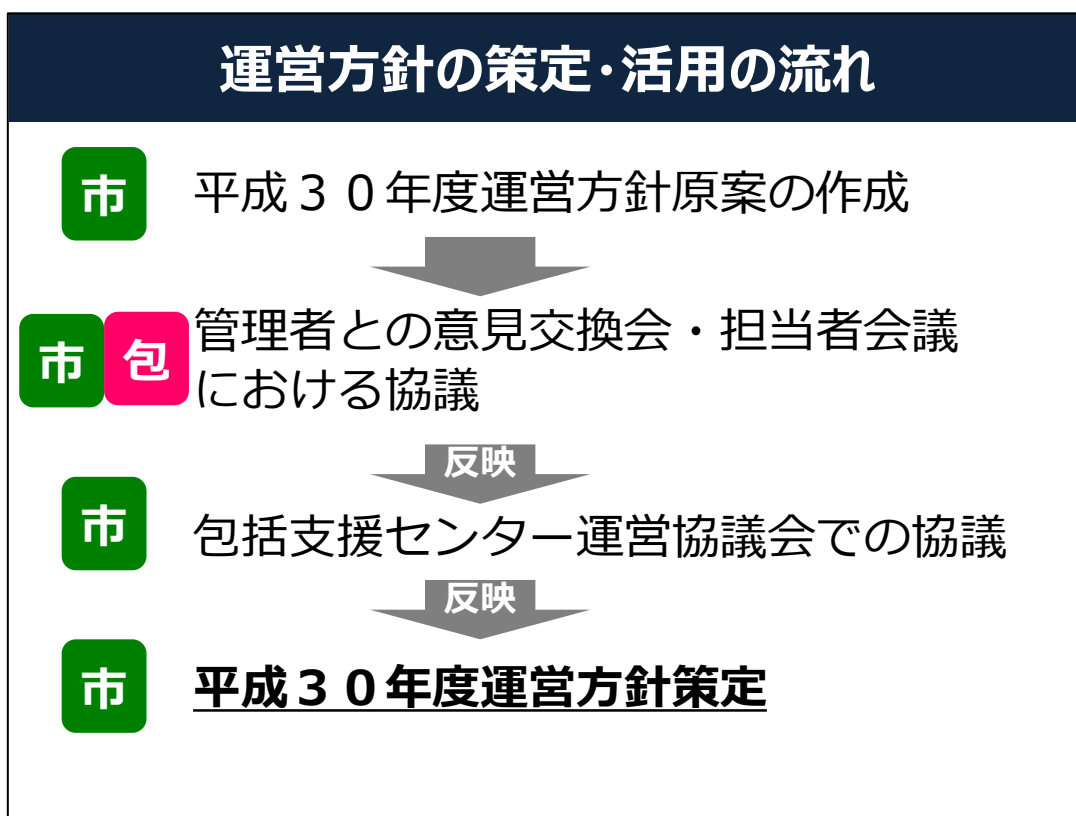 運営方針の策定･活用の流れ
市
平成３０年度運営方針原案の作成
市 包
管理者との意見交換会・担当者会議
における協議
反映
市
包括支援センター運営協議会での協議
反映
市
平成３０年度運営方針策定